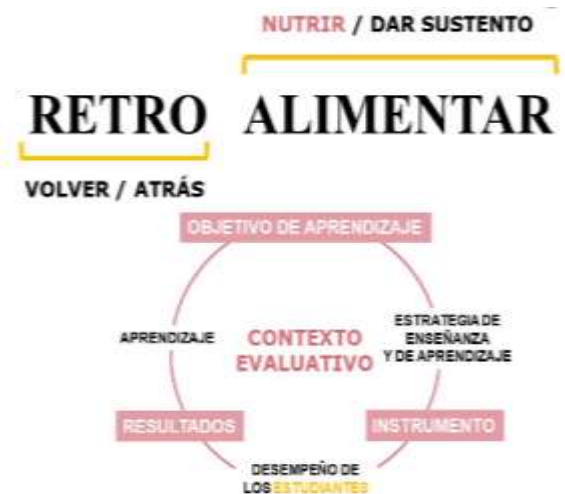 NUTRIR / DAR SUSTENTO
RETRO ALIMENTAR
VOLVER / ATRÁS
OBJETIVO DE APRENDIZAJE
APRENDIZAJE
CONTEXTO
EVALUATIVO
ESTRATEGIA DE
ENSEÑANZA
Y DE APRENDIZAJE
RESULTADOS
INSTRUMENTO
DESEMPEÑO DE
LOS ESTUDIANTES